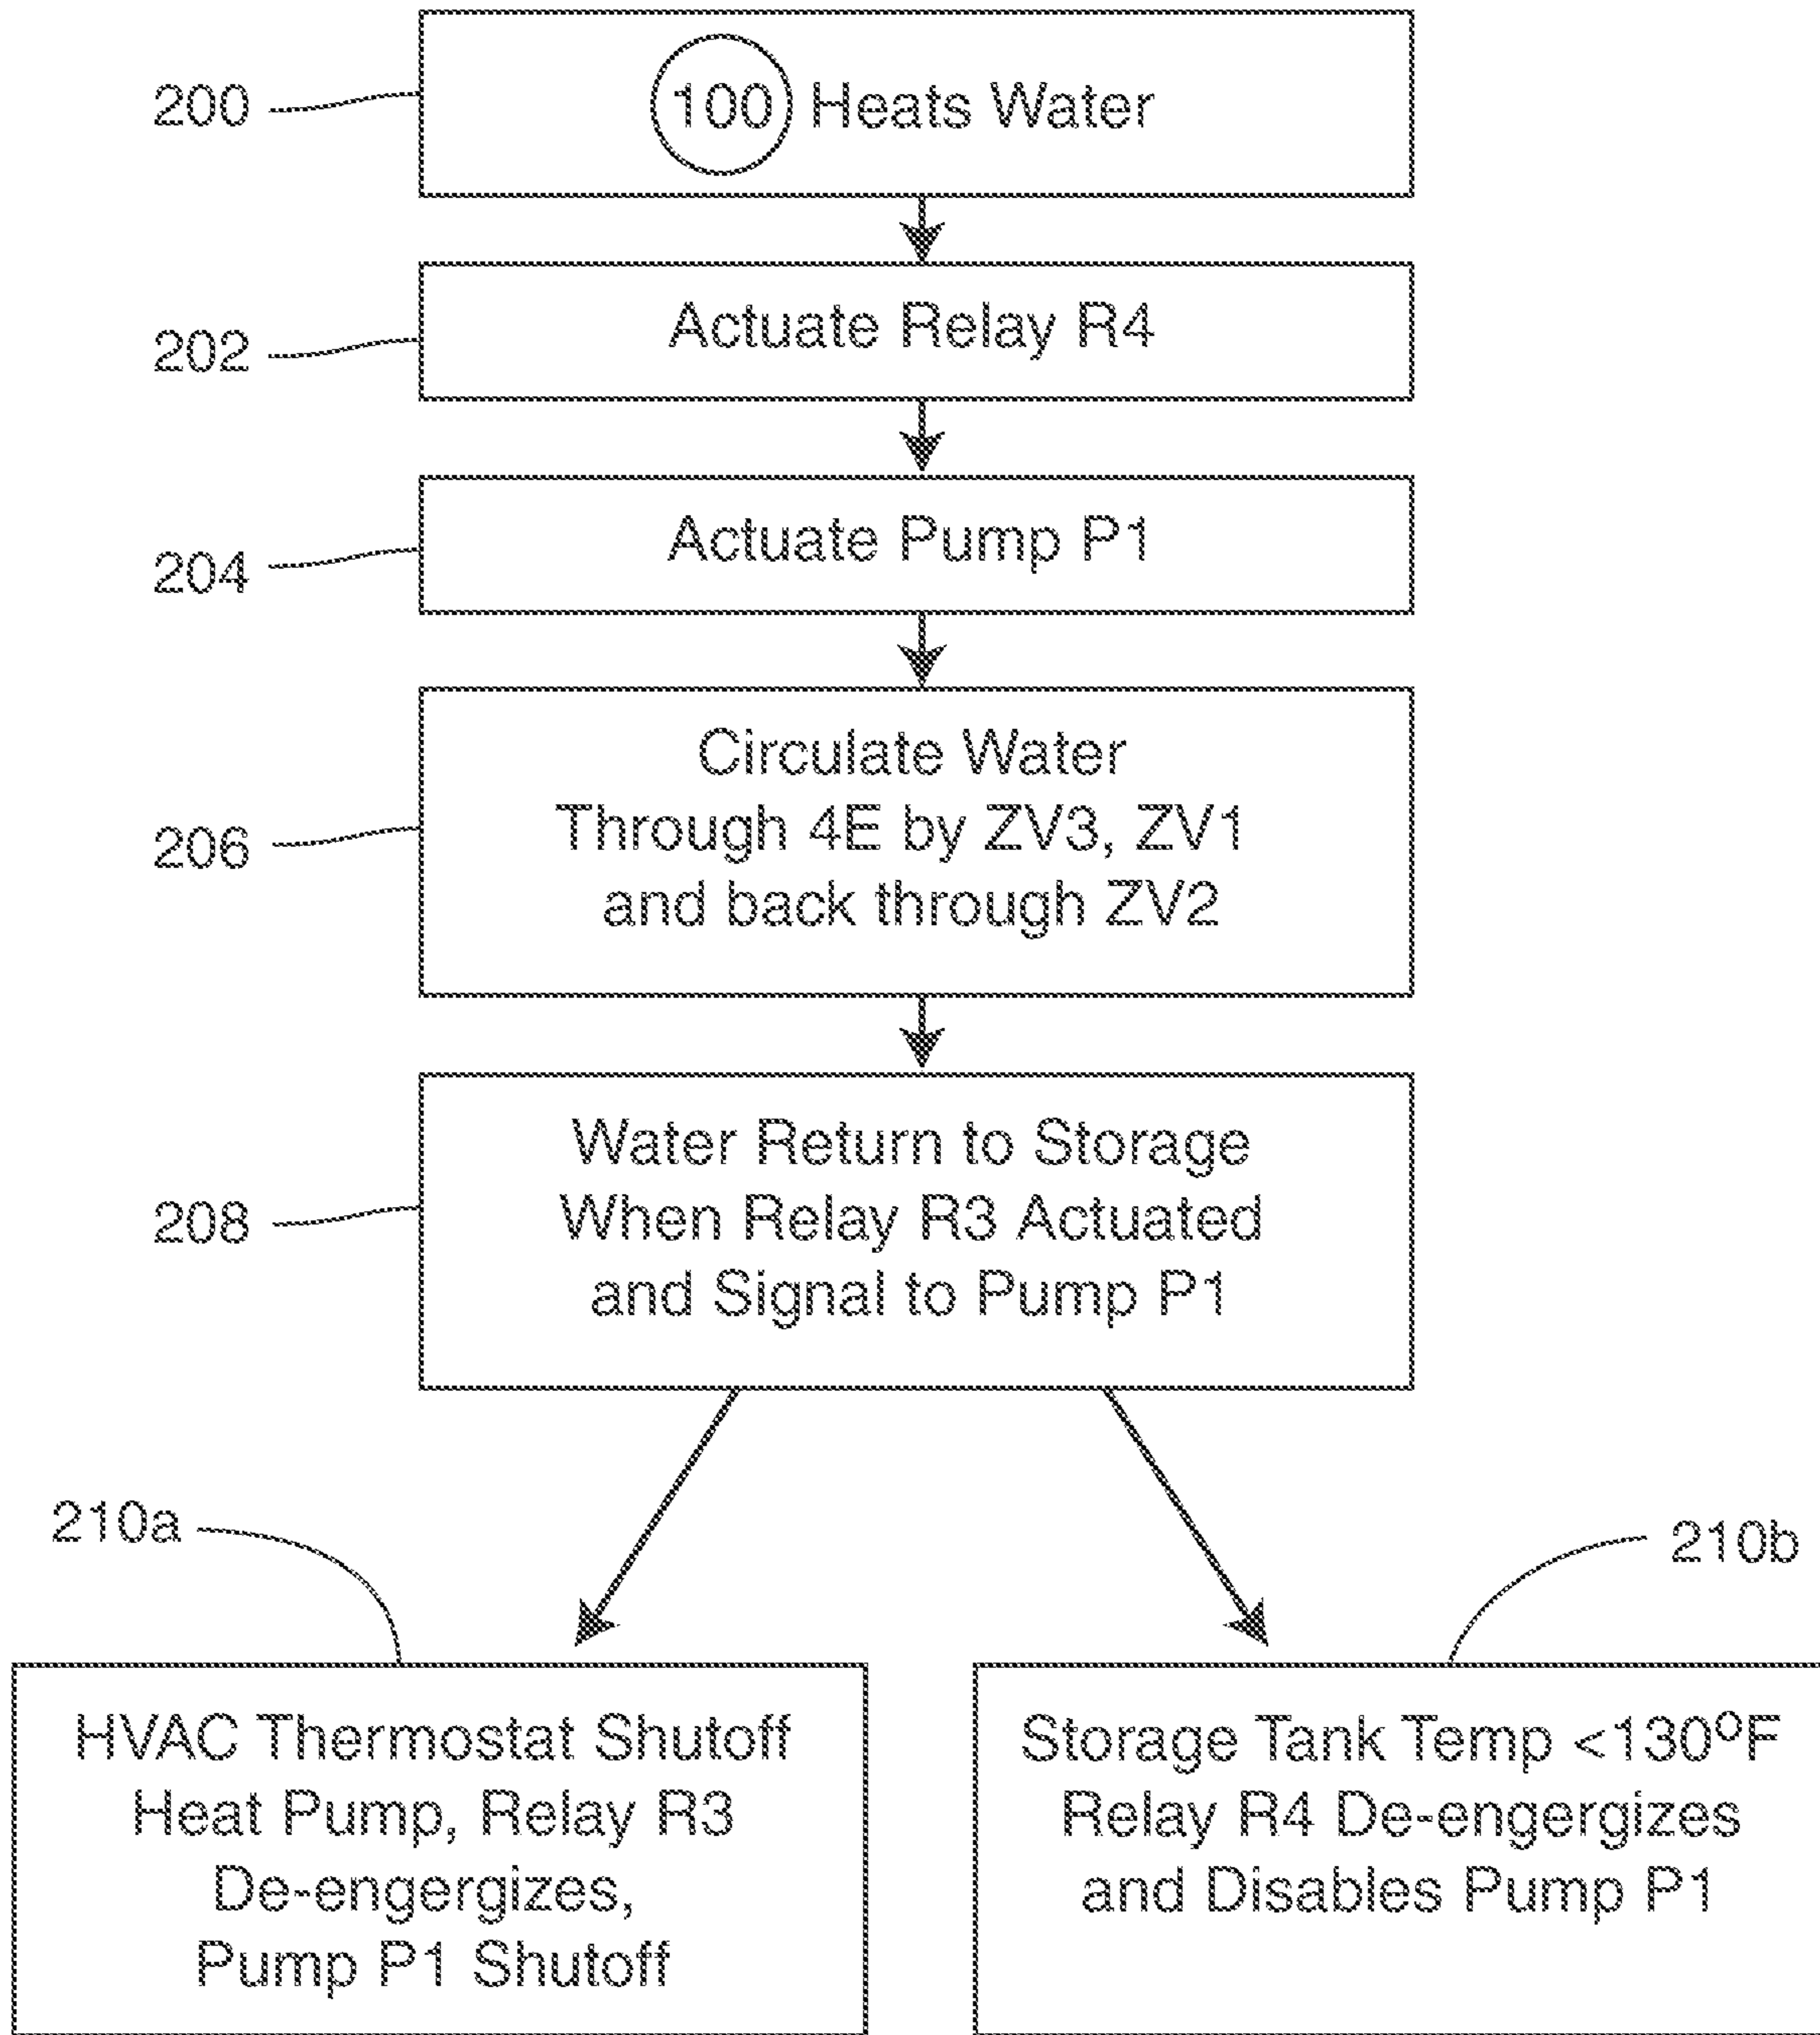 200
100 Heats Water
202
Actuate Relay R4
204
Actuate Pump P1
206
Circulate Water
Through 4E by ZV3, ZV1
and back through ZV2
208
Water Return to Storage
When Relay R3 Actuated
and Signal to Pump P1
210a
210b
HVAC Thermostat Shutoff
Heat Pump, Relay R3
De-engergizes,
Pump P1 Shutoff
Storage Tank Temp <130ºF
Relay R4 De-engergizes
and Disables Pump P1